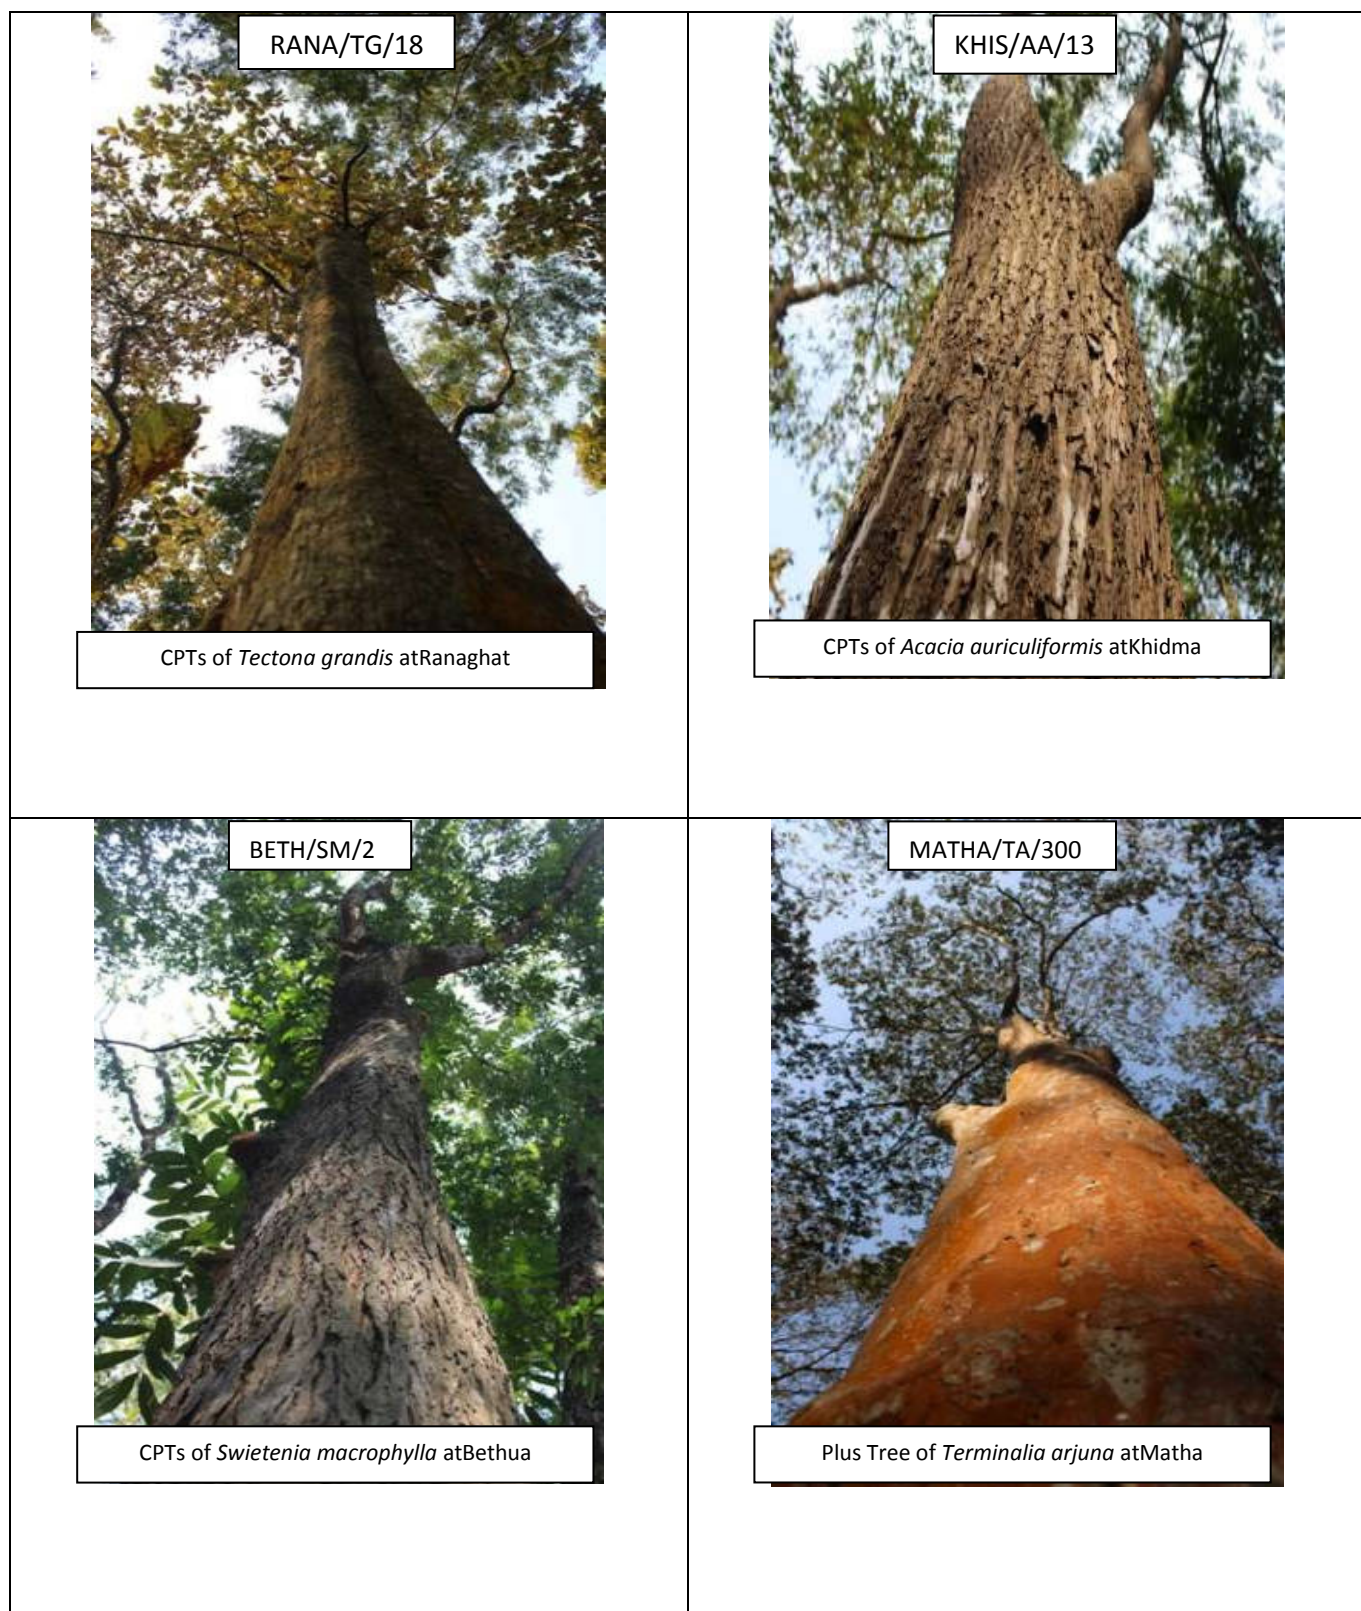 RANA/TG/18
KHIS/AA/13
CPTs of Tectona grandis atRanaghat
CPTs of Acacia auriculiformis atKhidma
BETH/SM/2
MATHA/TA/300
CPTs of Swietenia macrophylla atBethua
Plus Tree of Terminalia arjuna atMatha